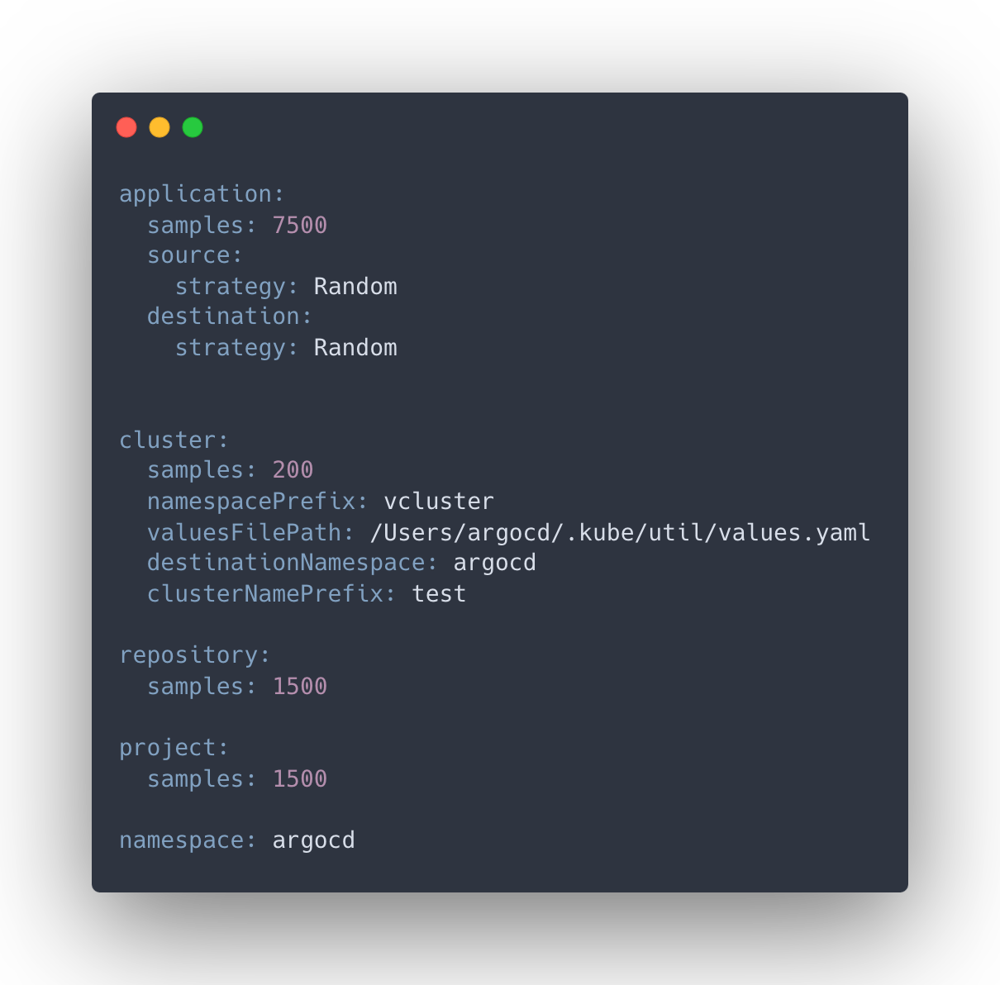 application:
  samples: 7500
  source:
    strategy: Random
  destination:
    strategy: Random
cluster:
  samples: 200
  namespacePrefix: vcluster
  valuesFilePath: /Users/argocd/.kube/util/values.yaml
  destinationNamespace: argocd
  clusterNamePrefix: test
repository:
  samples: 1500
project:
  samples: 1500
namespace: argocd